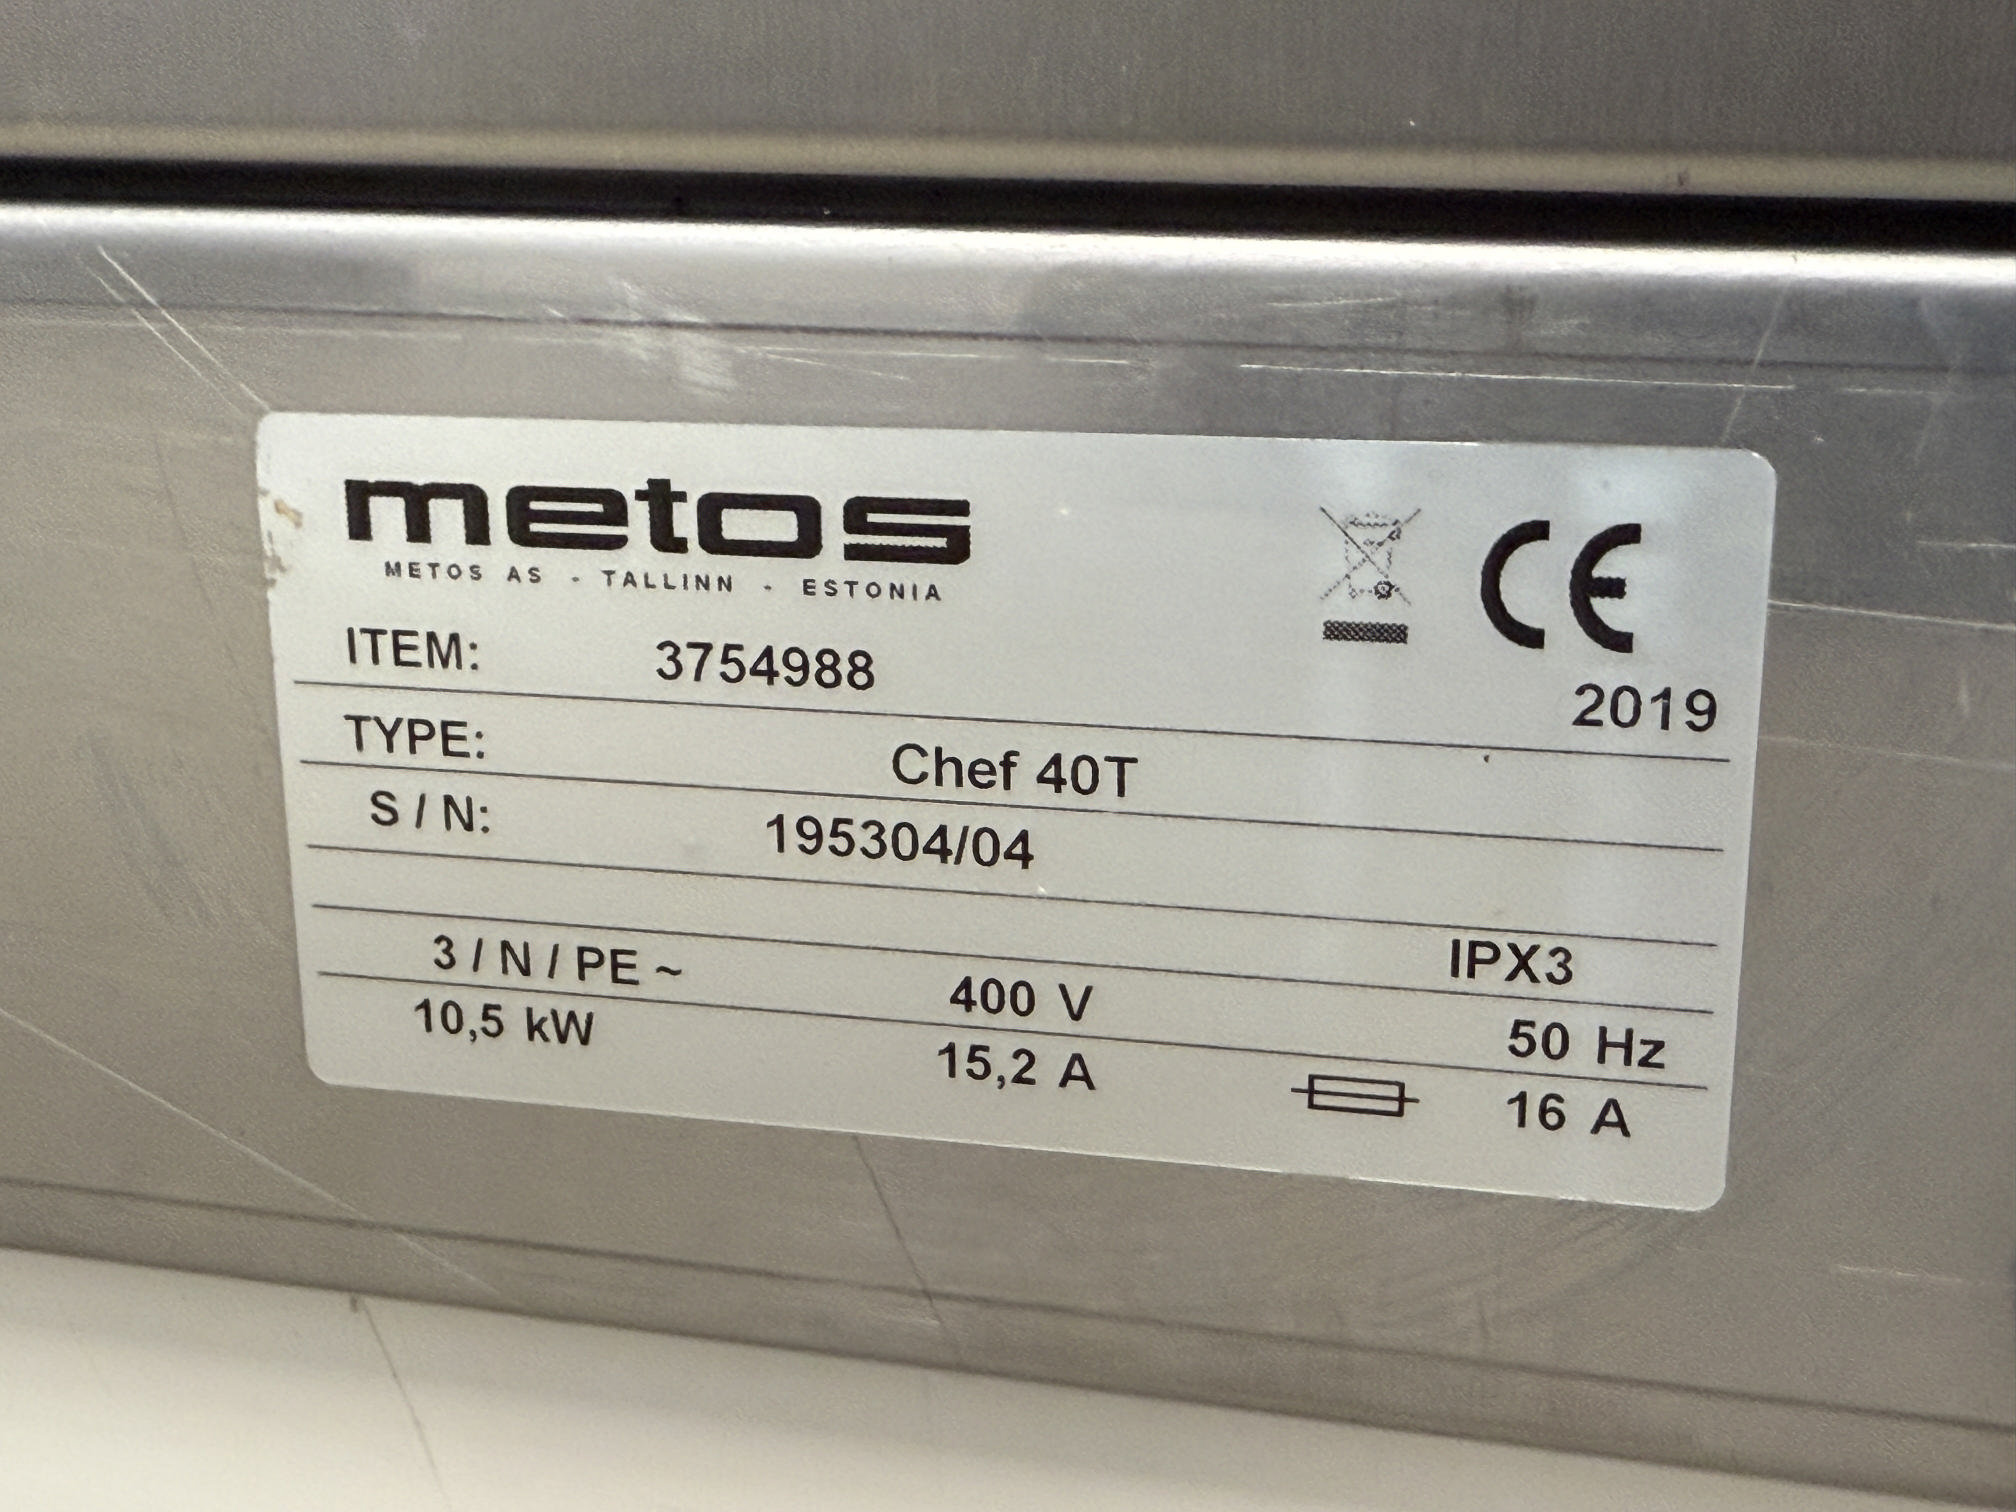 metos
METOS AS - TALLINN - ESTONIA
CE
ITEM: 3754988 2019
TYPE: Chef 40T
S / N: 195304/04
IPX3
3 / N / PE ~ 400 V 50 Hz
10,5 kW 15,2 A 16 A